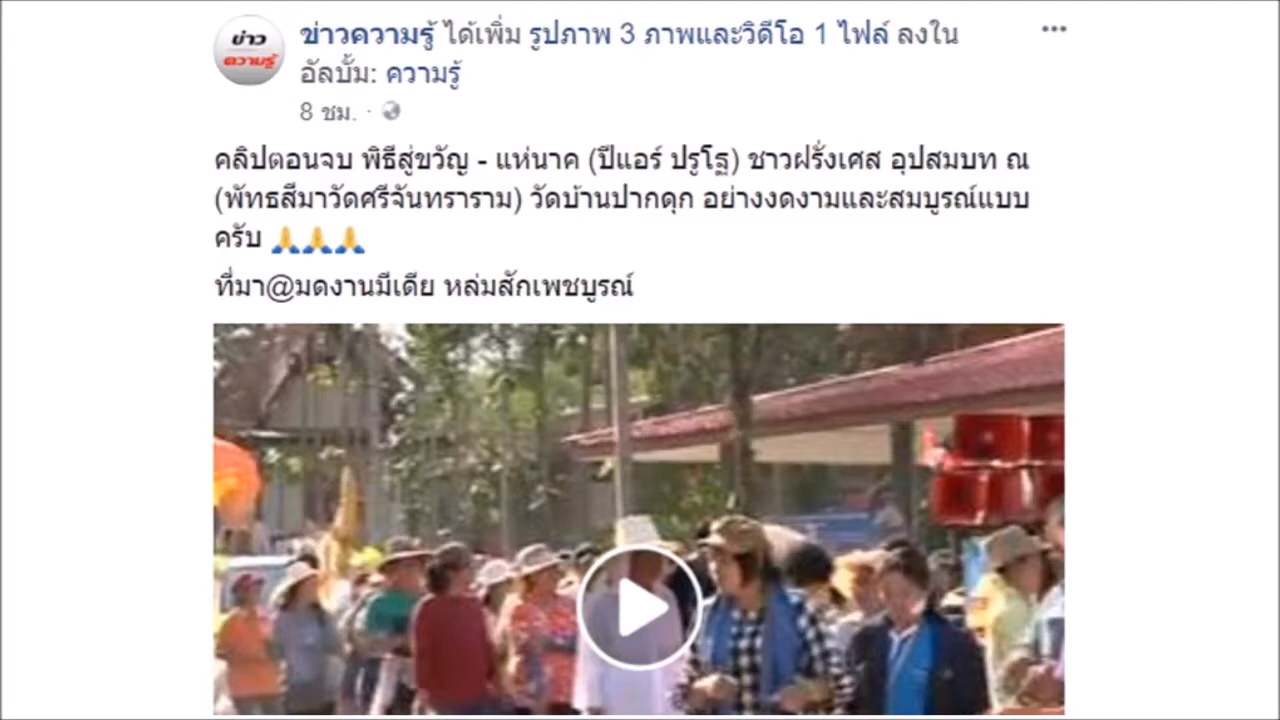 ข่าว
ความรู้
ข่าวความรู้ ได้เพิ่ม รูปภาพ 3 ภาพและวิดีโอ 1 ไฟล์ ลงใน
อัลบั้ม: ความรู้
8 ชม. ·
คลิปตอนจบ พิธีสู่ขวัญ - แห่นาค (ปีแอร์ ปรูโฐ) ชาวฝรั่งเศส อุปสมบท ณ
(พัทธสีมาวัดศรีจันทราราม) วัดบ้านปากดุก อย่างงดงามและสมบูรณ์แบบ
ครับ 🙏🙏🙏
ที่มา@มดงานมีเดีย หล่มสักเพชบูรณ์